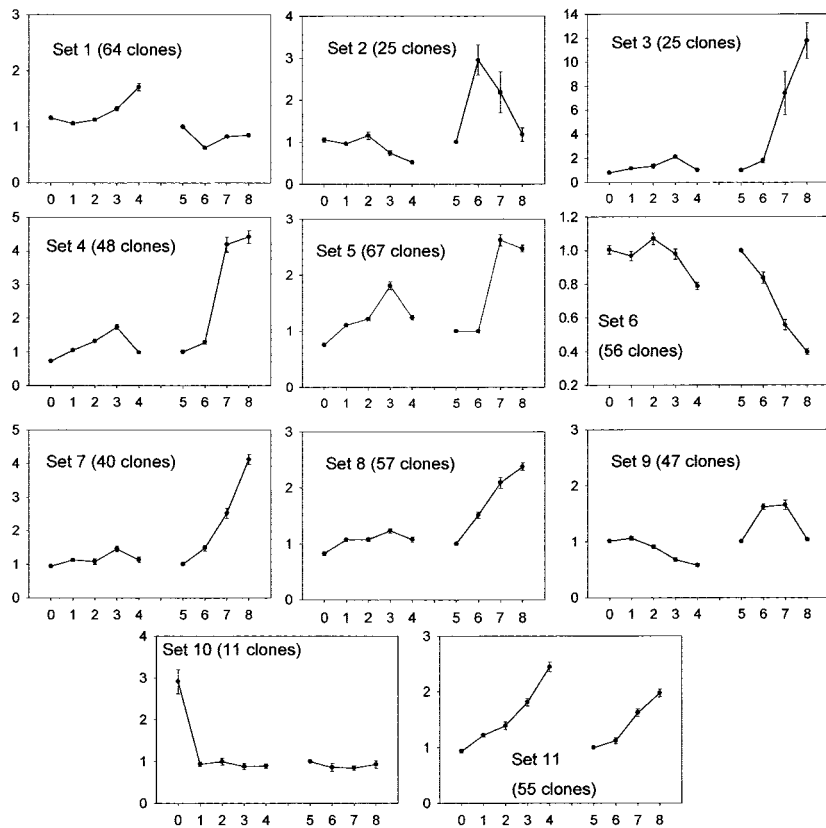 Set 1 (64 clones)
3
2
1
0
0 1 2 3 4 5 6 7 8
Set 2 (25 clones)
4
3
2
1
0
0 1 2 3 4 5 6 7 8
Set 3 (25 clones)
14
12
10
8
6
4
2
0
0 1 2 3 4 5 6 7 8
Set 4 (48 clones)
5
4
3
2
1
0
0 1 2 3 4 5 6 7 8
Set 5 (67 clones)
3
2
1
0
0 1 2 3 4 5 6 7 8
1.2
1.0
0.8
0.6
0.4
0.2
Set 6
(56 clones)
0 1 2 3 4 5 6 7 8
Set 7 (40 clones)
5
4
3
2
1
0
0 1 2 3 4 5 6 7 8
Set 8 (57 clones)
3
2
1
0
0 1 2 3 4 5 6 7 8
Set 9 (47 clones)
3
2
1
0
0 1 2 3 4 5 6 7 8
Set 10 (11 clones)
4
3
2
1
0
0 1 2 3 4 5 6 7 8
3
2
1
0
Set 11
(55 clones)
0 1 2 3 4 5 6 7 8